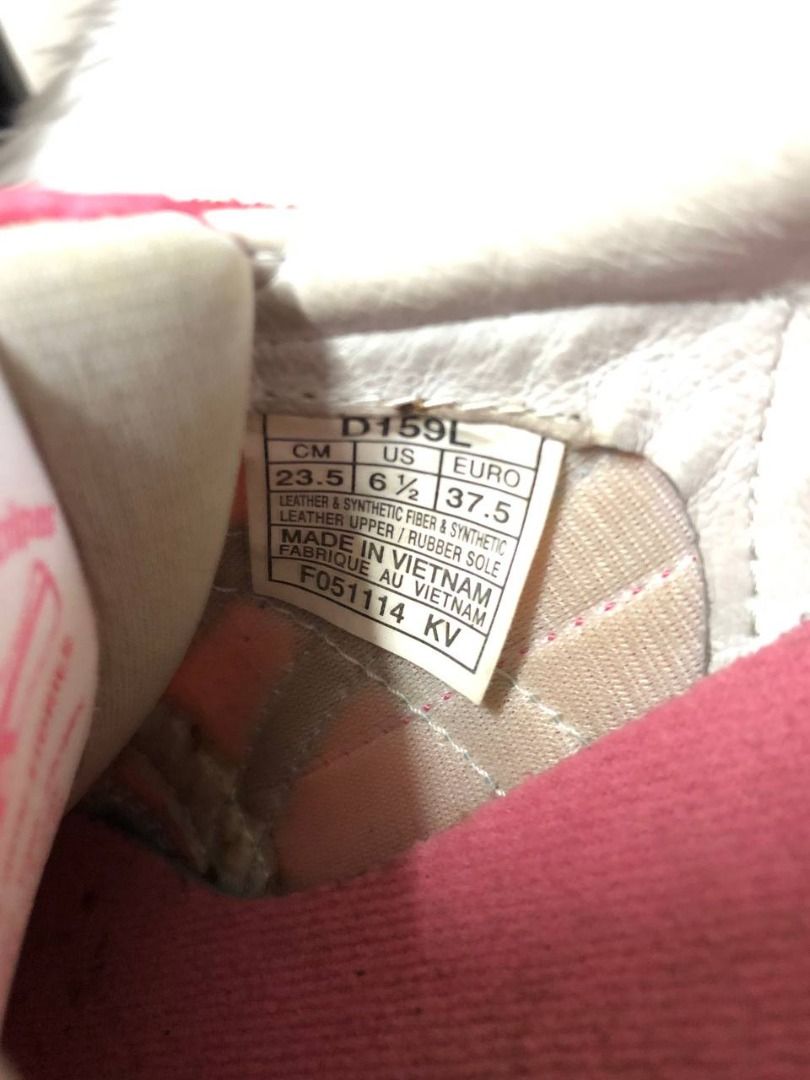 D159L
CM US EURO
23.5 6 ½ 37.5
LEATHER & SYNTHETIC FIBER & SYNTHETIC
LEATHER UPPER / RUBBER SOLE
MADE IN VIETNAM
FABRIQUE AU VIETNAM
F051114 KV